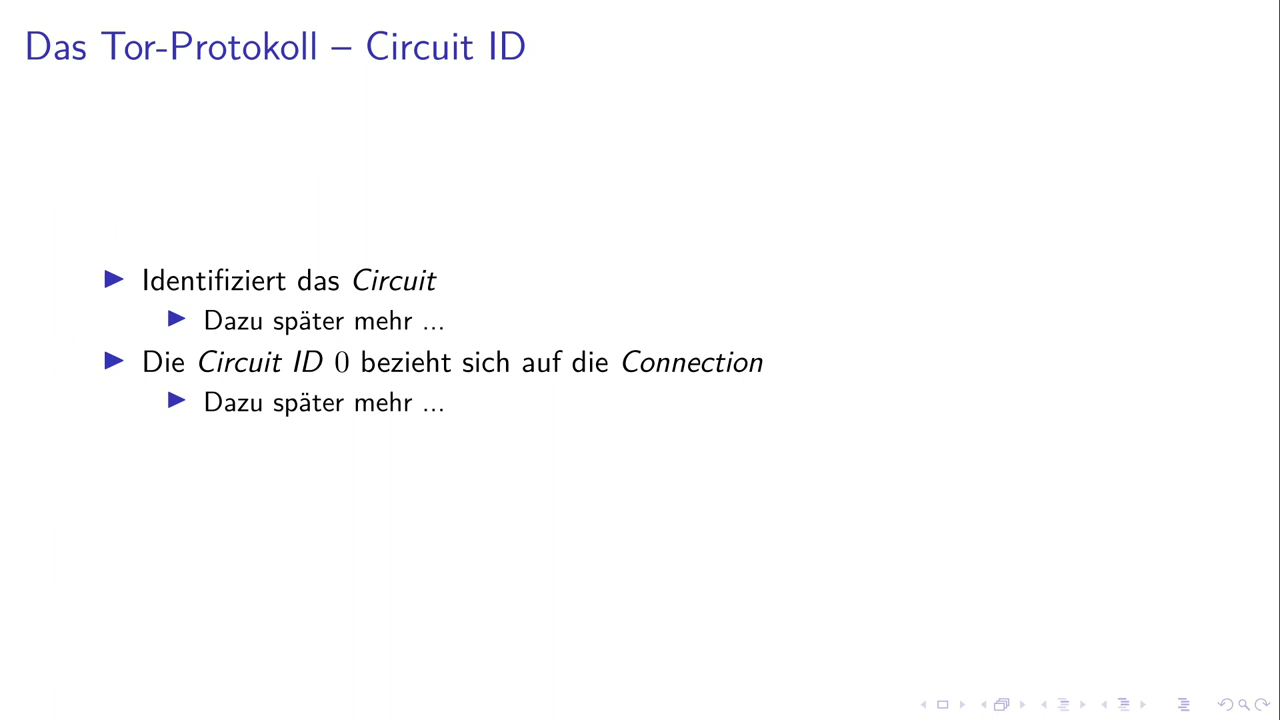 Das Tor-Protokoll – Circuit ID
Identifiziert das Circuit
Dazu später mehr ...
Die Circuit ID 0 bezieht sich auf die Connection
Dazu später mehr ...